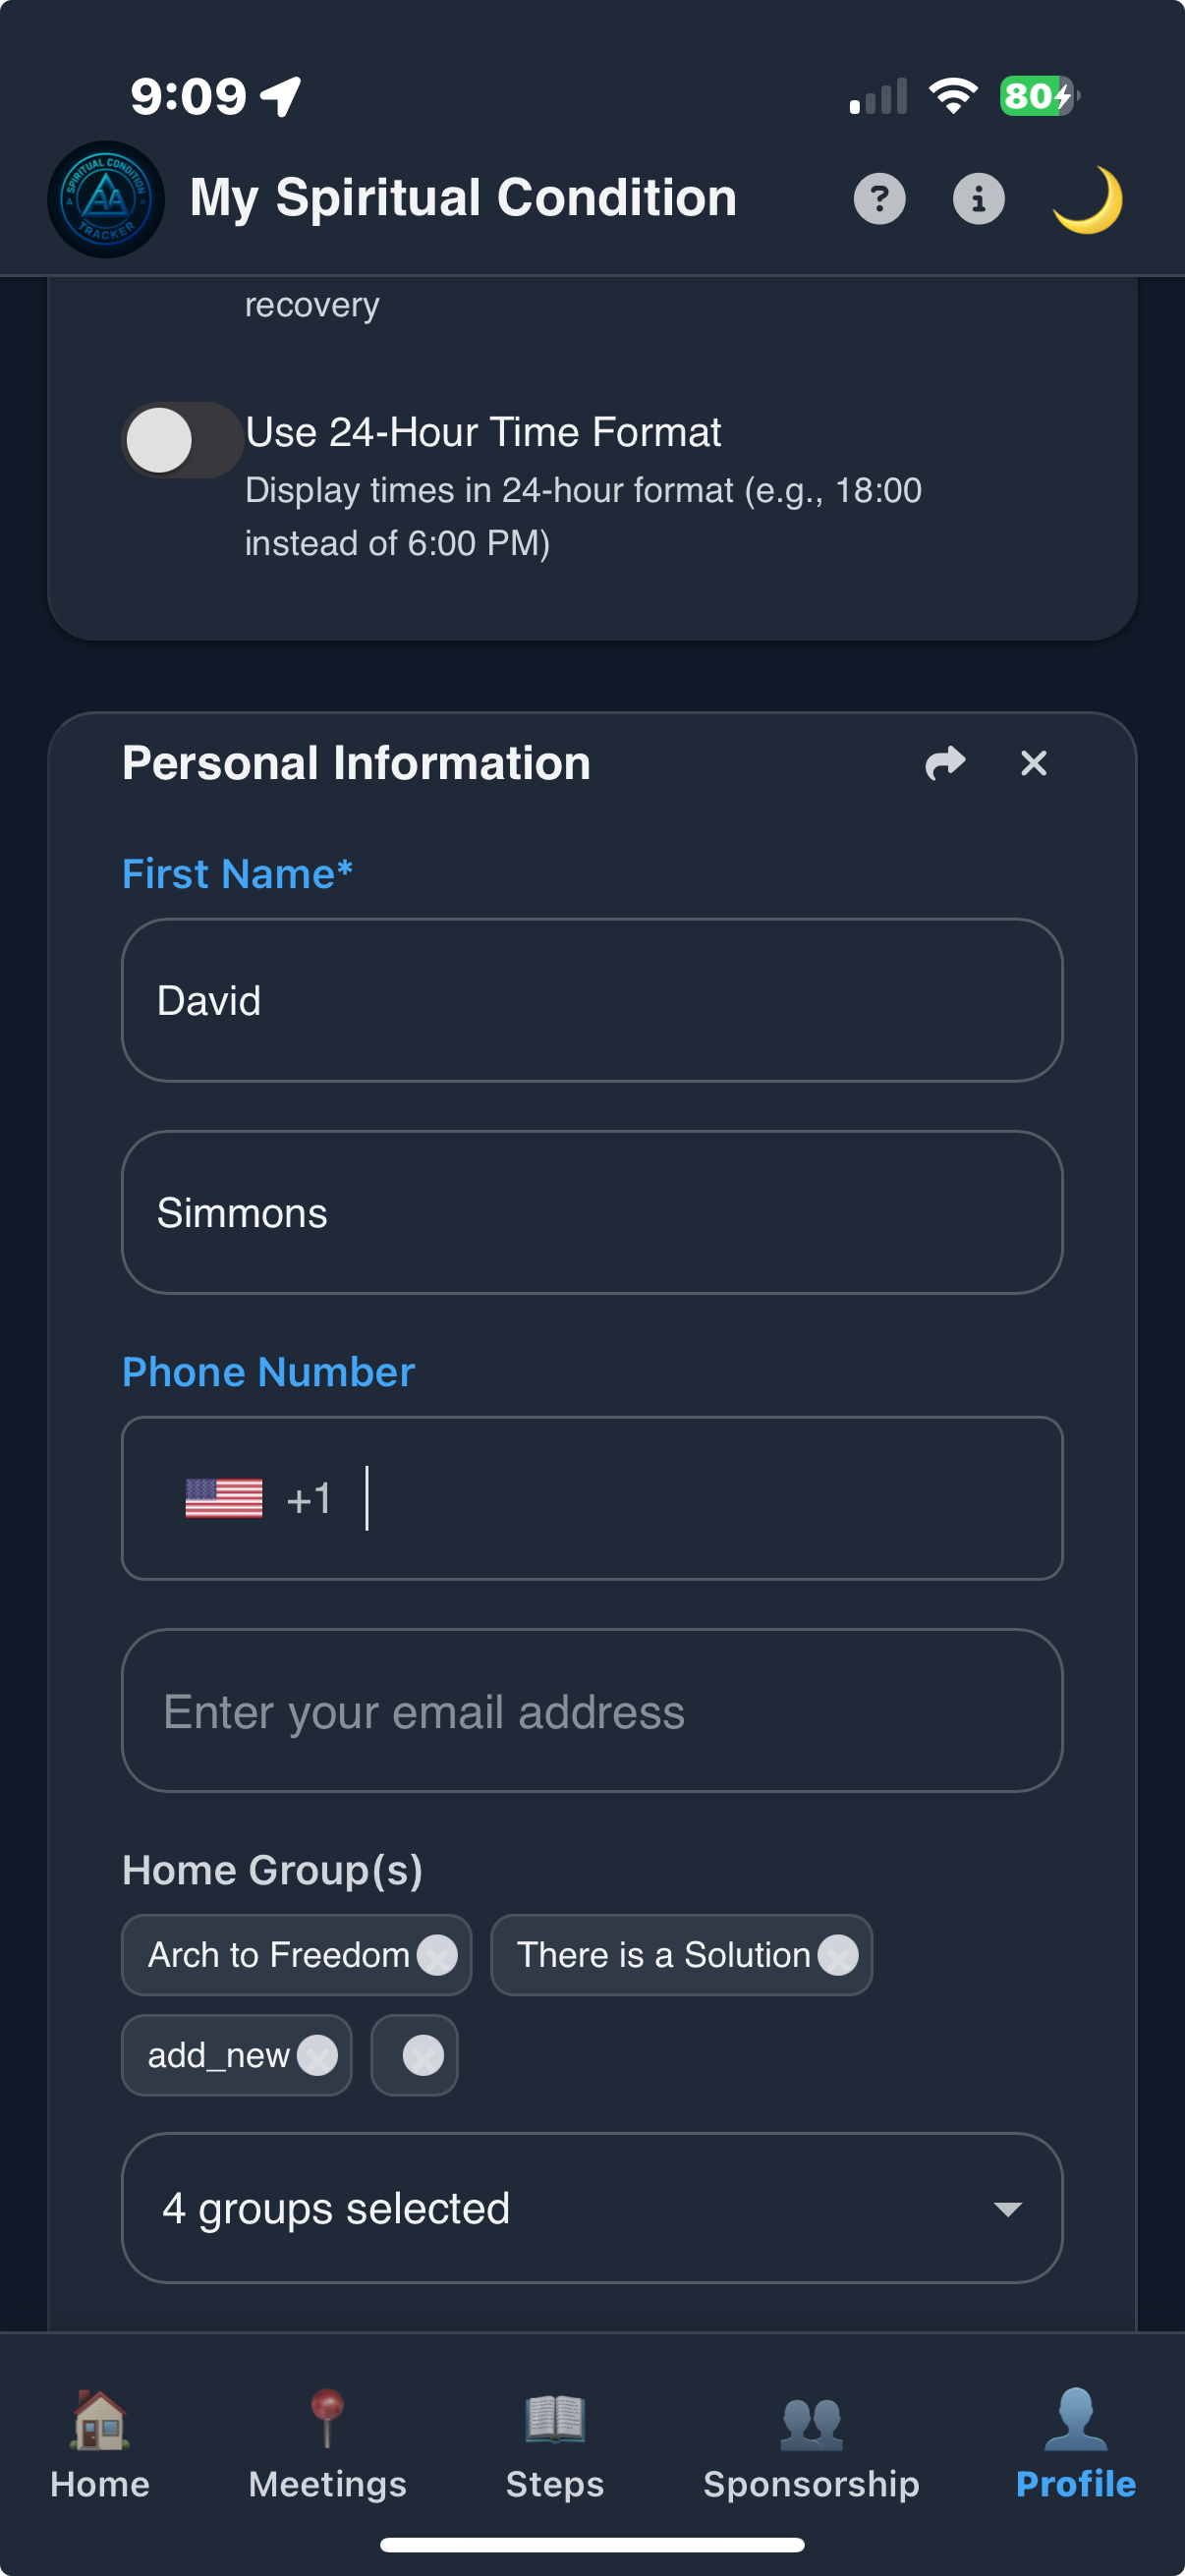 9:09
80
SPIRITUAL CONDITION
AA
TRACKER
My Spiritual Condition
?
i
recovery
Use 24-Hour Time Format
Display times in 24-hour format (e.g., 18:00
instead of 6:00 PM)
Personal Information
First Name*
David
Simmons
Phone Number
+1
Enter your email address
Home Group(s)
Arch to Freedom
There is a Solution
add_new
4 groups selected
Home
Meetings
Steps
Sponsorship
Profile